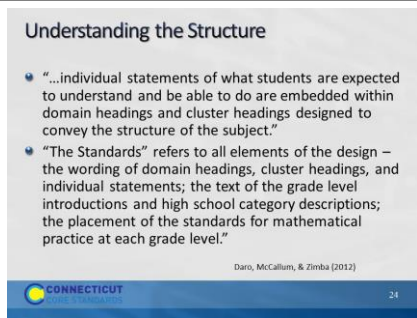 Understanding the Structure
“…individual statements of what students are expected
to understand and be able to do are embedded within
domain headings and cluster headings designed to
convey the structure of the subject.”
“The Standards” refers to all elements of the design –
the wording of domain headings, cluster headings, and
individual statements; the text of the grade level
introductions and high school category descriptions;
the placement of the standards for mathematical
practice at each grade level.”
Daro, McCallum, & Zimba (2012)
CONNECTICUT
CORE STANDARDS
24